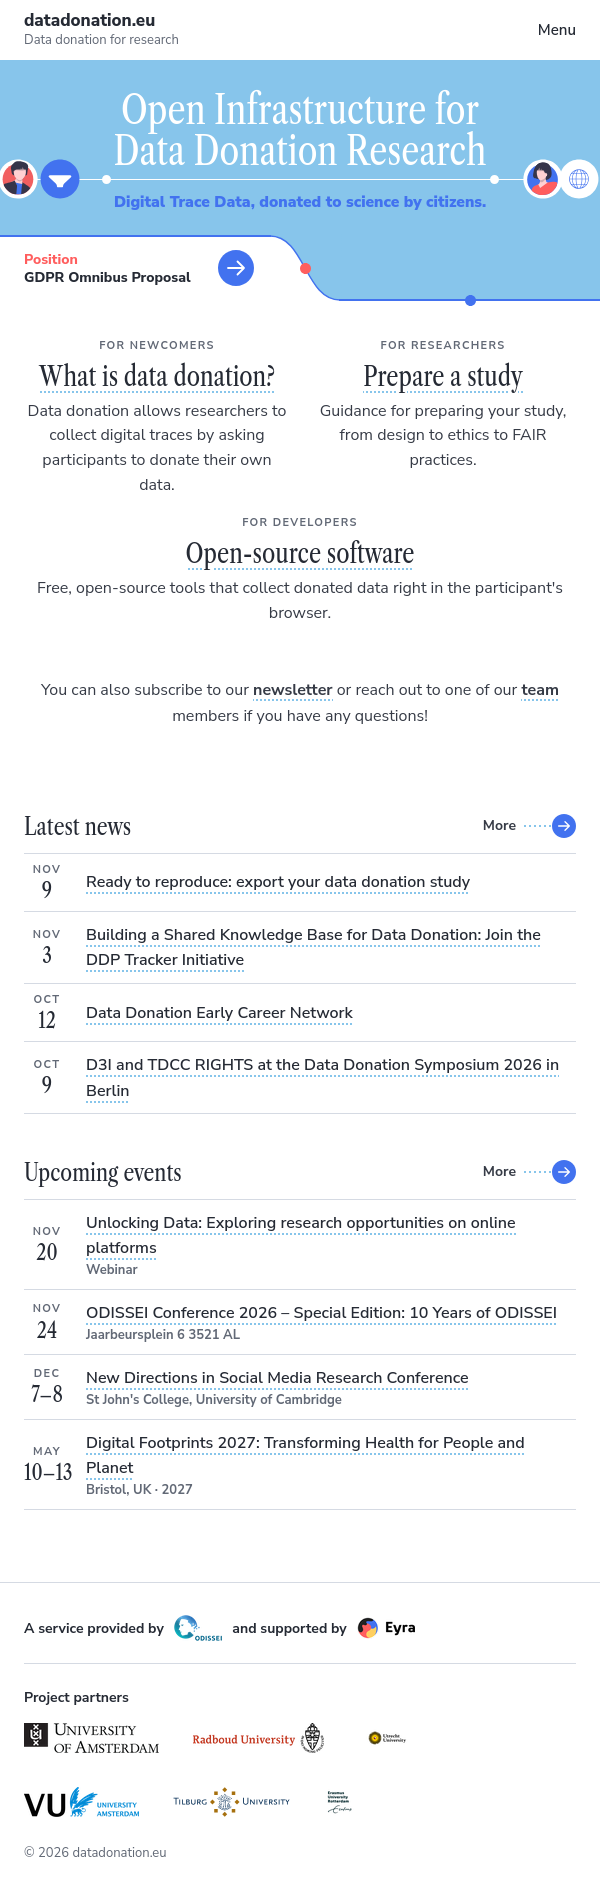 datadonation.eu
Data donation for research
Menu
Open Infrastructure for
Data Donation Research
Digital Trace Data, donated to science by citizens.
Position
GDPR Omnibus Proposal
FOR NEWCOMERS
What is data donation?
Data donation allows researchers to
collect digital traces by asking
participants to donate their own
data.
FOR RESEARCHERS
Prepare a study
Guidance for preparing your study,
from design to ethics to FAIR
practices.
FOR DEVELOPERS
Open-source software
Free, open-source tools that collect donated data right in the participant's
browser.
You can also subscribe to our newsletter or reach out to one of our team
members if you have any questions!
Latest news
More
NOV
9
Ready to reproduce: export your data donation study
NOV
3
Building a Shared Knowledge Base for Data Donation: Join the
DDP Tracker Initiative
OCT
12
Data Donation Early Career Network
OCT
9
D3I and TDCC RIGHTS at the Data Donation Symposium 2026 in
Berlin
Upcoming events
More
NOV
20
Unlocking Data: Exploring research opportunities on online
platforms
Webinar
NOV
24
ODISSEI Conference 2026 – Special Edition: 10 Years of ODISSEI
Jaarbeursplein 6 3521 AL
DEC
7–8
New Directions in Social Media Research Conference
St John's College, University of Cambridge
MAY
10–13
Digital Footprints 2027: Transforming Health for People and
Planet
Bristol, UK · 2027
A service provided by ODISSEI and supported by Eyra
Project partners
UNIVERSITY
OF AMSTERDAM
Radboud University
Utrecht
University
VU UNIVERSITY
AMSTERDAM
TILBURG UNIVERSITY
Erasmus
University
Rotterdam
Erasmus
© 2026 datadonation.eu